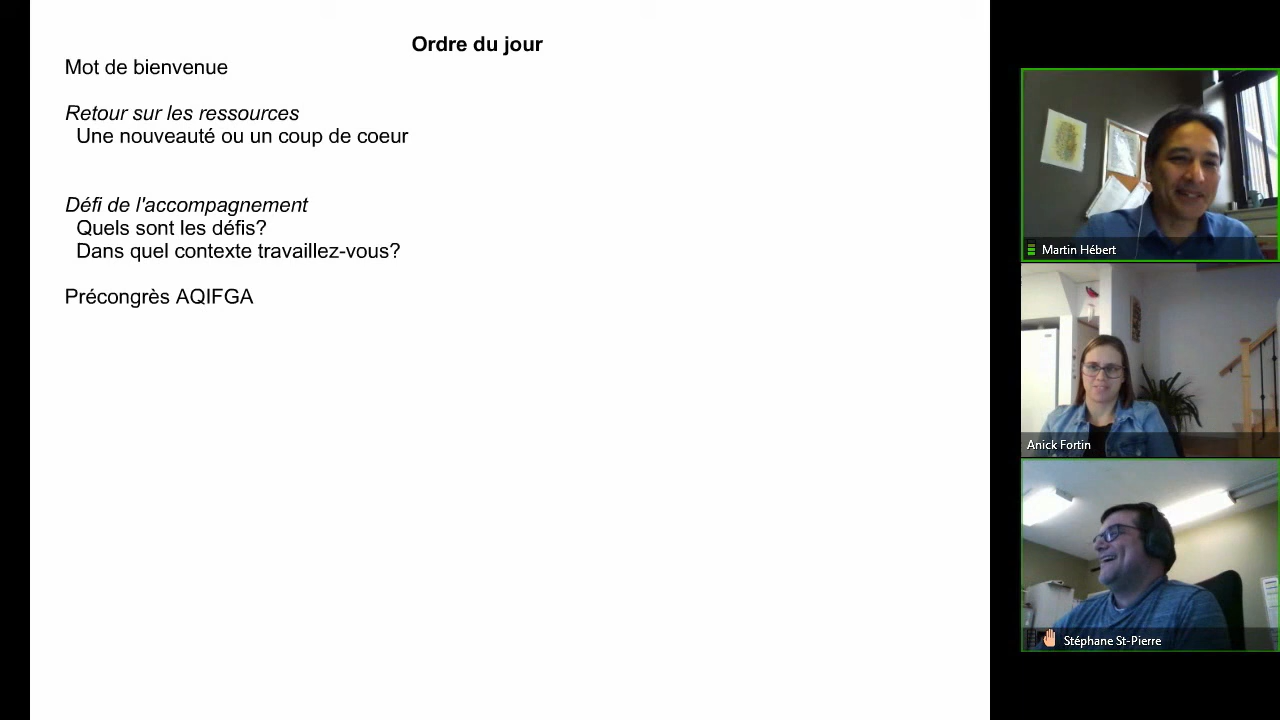 Ordre du jour
Mot de bienvenue
Retour sur les ressources
Une nouveauté ou un coup de coeur
Défi de l'accompagnement
Quels sont les défis?
Dans quel contexte travaillez-vous?
Précongrès AQIFGA
Martin Hébert
Anick Fortin
Stéphane St-Pierre